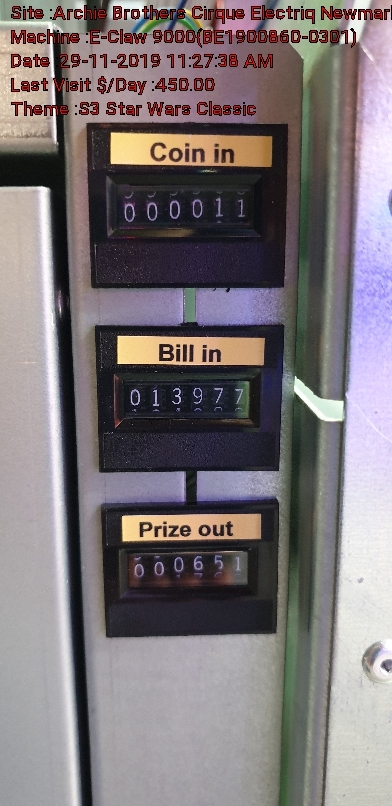 Site :Archie Brothers Cirque Electriq Newmar
Machine :E-Claw 9000(BE1900860-0301)
Date :29-11-2019 11:27:38 AM
Last Visit $/Day :450.00
Theme :S3 Star Wars Classic
Coin in
000011
Bill in
013977
Prize out
000651